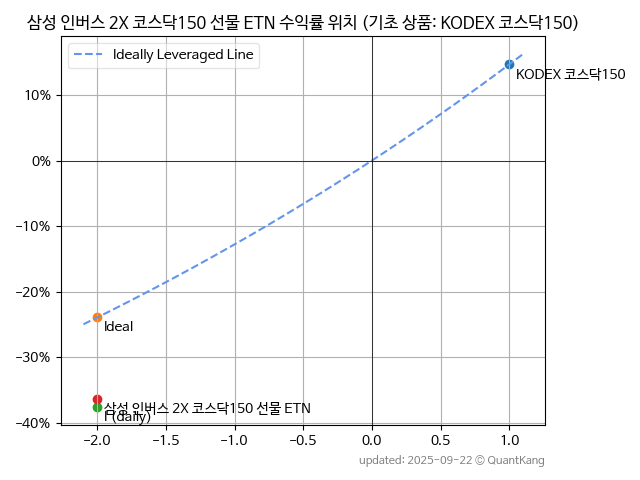 삼성 인버스 2X 코스닥150 선물 ETN 수익률 위치 (기초 상품: KODEX 코스닥150)
Ideally Leveraged Line
KODEX 코스닥150
10%
0%
−10%
−20%
Ideal
−30%
삼성 인버스 2X 코스닥150 선물 ETN
(daily)
−40%
−2.0 −1.5 −1.0 −0.5 0.0 0.5 1.0
updated: 2025-09-22 © QuantKang